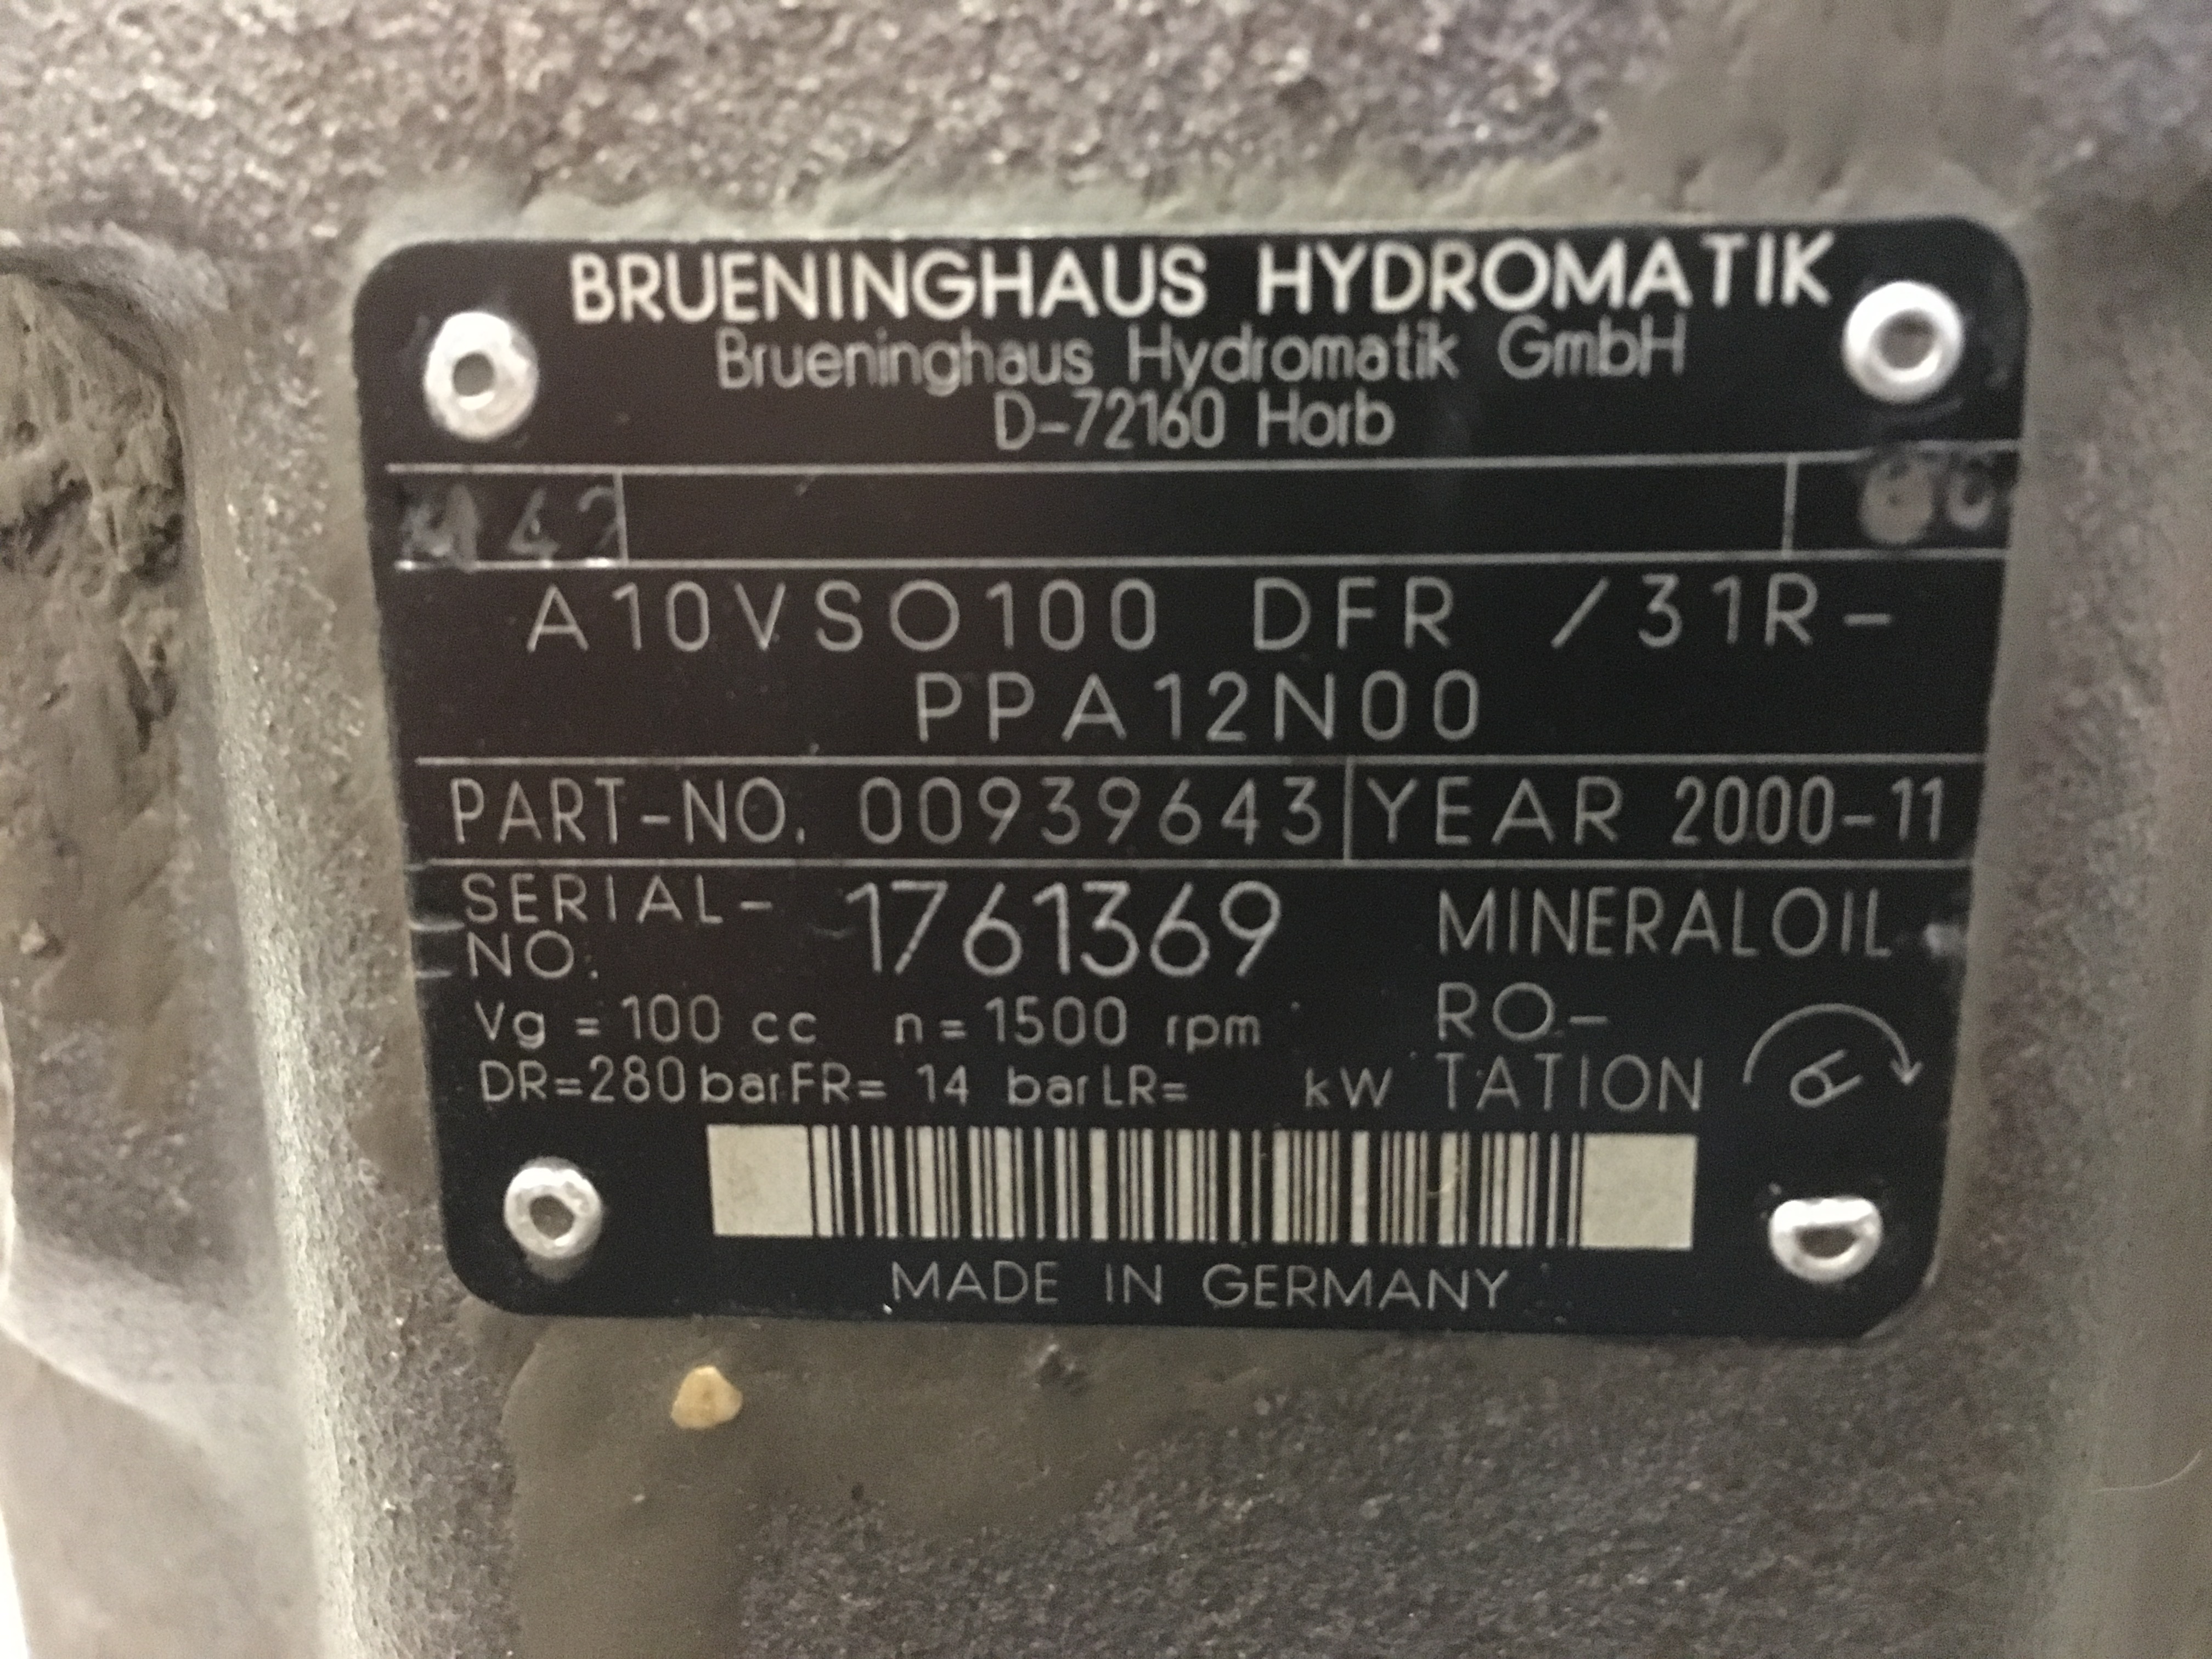 BRUENINGHAUS HYDROMATIK
Brueninghaus Hydromatik GmbH
D-72160 Horb
A10VSO100 DFR /31R-
PPA12N00
PART-NO. 00939643 YEAR 2000-11
SERIAL-NO. 1761369 MINERALOIL
Vg = 100 cc n = 1500 rpm
RO-TATION
DR=280 bar FR= 14 bar LR= kW
MADE IN GERMANY